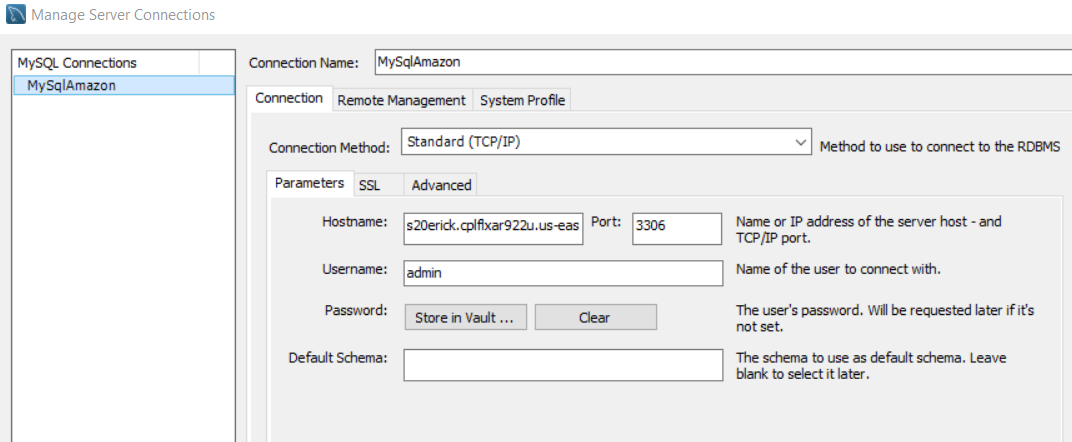 Manage Server Connections
MySQL Connections
MySqlAmazon
Connection Name:
MySqlAmazon
Connection
Remote Management
System Profile
Connection Method:
Standard (TCP/IP)
Method to use to connect to the RDBMS
Parameters
SSL
Advanced
Hostname:
s20erick.cplflxar922u.us-eas
Port:
3306
Name or IP address of the server host - and
TCP/IP port.
Username:
admin
Name of the user to connect with.
Password:
Store in Vault ...
Clear
The user's password. Will be requested later if it's
not set.
Default Schema:
The schema to use as default schema. Leave
blank to select it later.